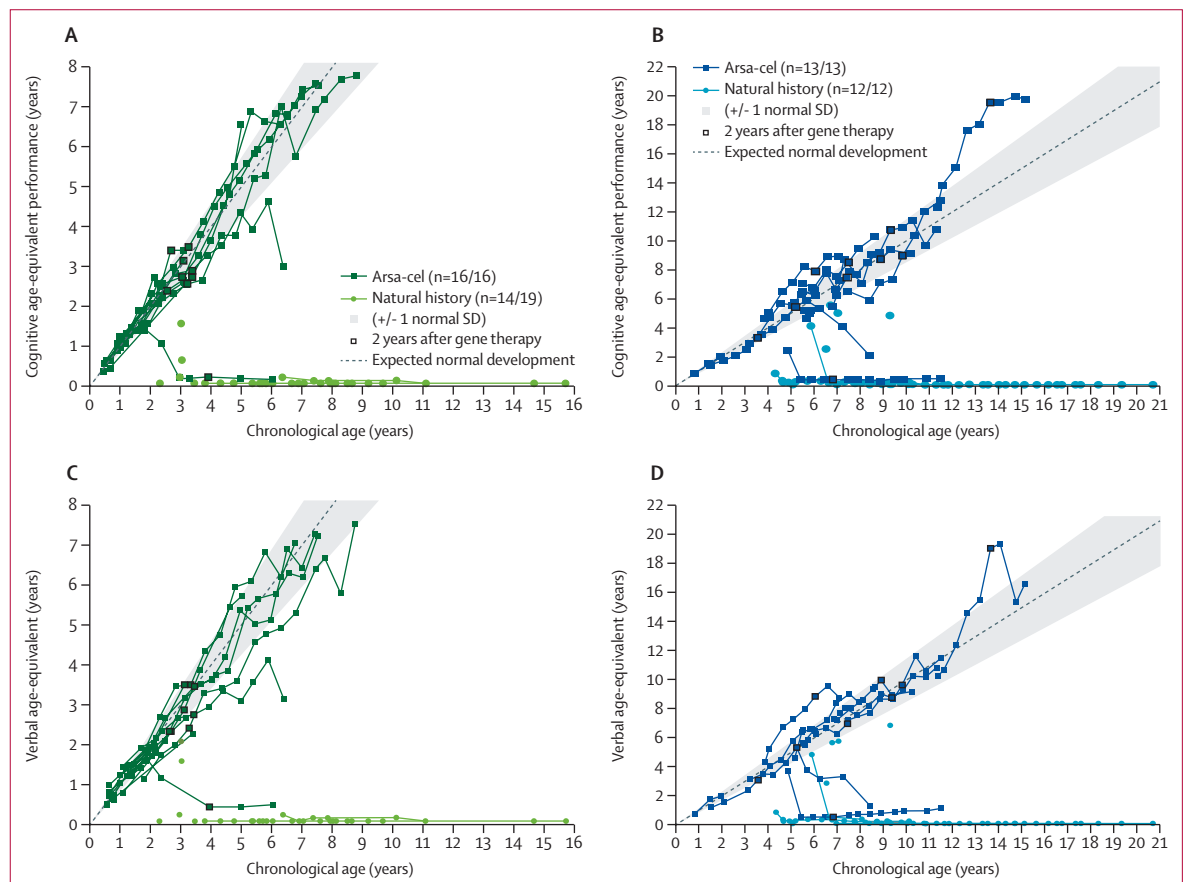 A
Cognitive age-equivalent performance (years)
8
7
6
5
4
3
2
1
0
Arsa-cel (n=16/16)
Natural history (n=14/19)
(+/- 1 normal SD)
2 years after gene therapy
Expected normal development
0 1 2 3 4 5 6 7 8 9 10 11 12 13 14 15 16
Chronological age (years)
B
Cognitive age-equivalent performance (years)
22
20
18
16
14
12
10
8
6
4
2
0
Arsa-cel (n=13/13)
Natural history (n=12/12)
(+/- 1 normal SD)
2 years after gene therapy
Expected normal development
0 1 2 3 4 5 6 7 8 9 10 11 12 13 14 15 16 17 18 19 20 21
Chronological age (years)
C
Verbal age-equivalent (years)
8
7
6
5
4
3
2
1
0
0 1 2 3 4 5 6 7 8 9 10 11 12 13 14 15 16
Chronological age (years)
D
Verbal age-equivalent (years)
22
20
18
16
14
12
10
8
6
4
2
0
0 1 2 3 4 5 6 7 8 9 10 11 12 13 14 15 16 17 18 19 20 21
Chronological age (years)